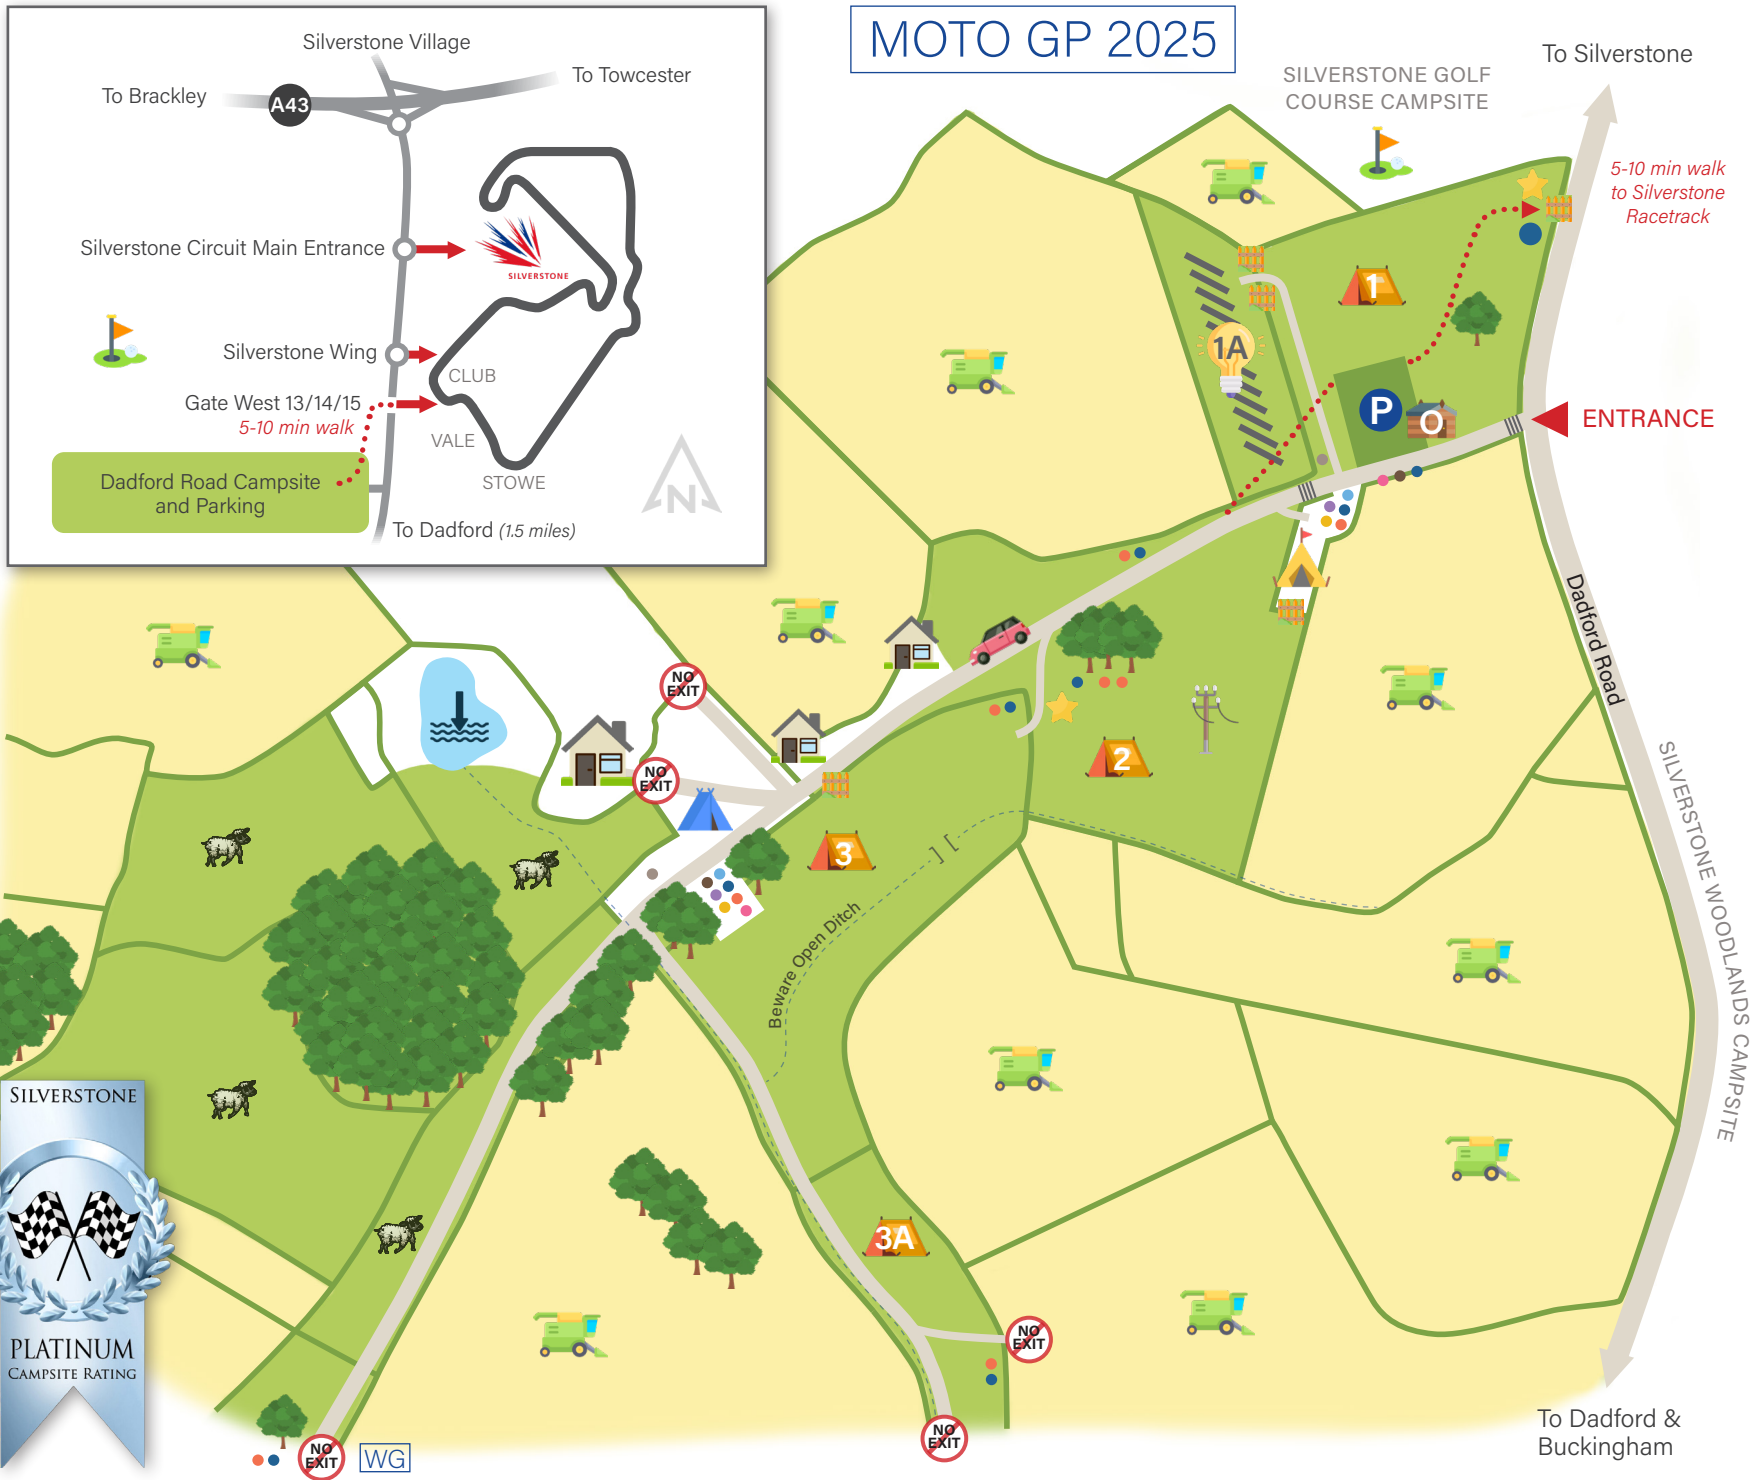 MOTO GP 2025
Silverstone Village
To Brackley
A43
To Towcester
Silverstone Circuit Main Entrance
SILVERSTONE
Silverstone Wing
CLUB
Gate West 13/14/15
5-10 min walk
VALE
STOWE
Dadford Road Campsite
and Parking
To Dadford (1.5 miles)
N
SILVERSTONE GOLF
COURSE CAMPSITE
To Silverstone
5-10 min walk
to Silverstone
Racetrack
1
1A
P
O
ENTRANCE
Dadford Road
SILVERSTONE WOODLANDS CAMPSITE
NO
EXIT
NO
EXIT
2
3
Beware Open Ditch
] [
3A
NO
EXIT
NO
EXIT
NO
EXIT
WG
SILVERSTONE
PLATINUM
CAMPSITE RATING
To Dadford &
Buckingham